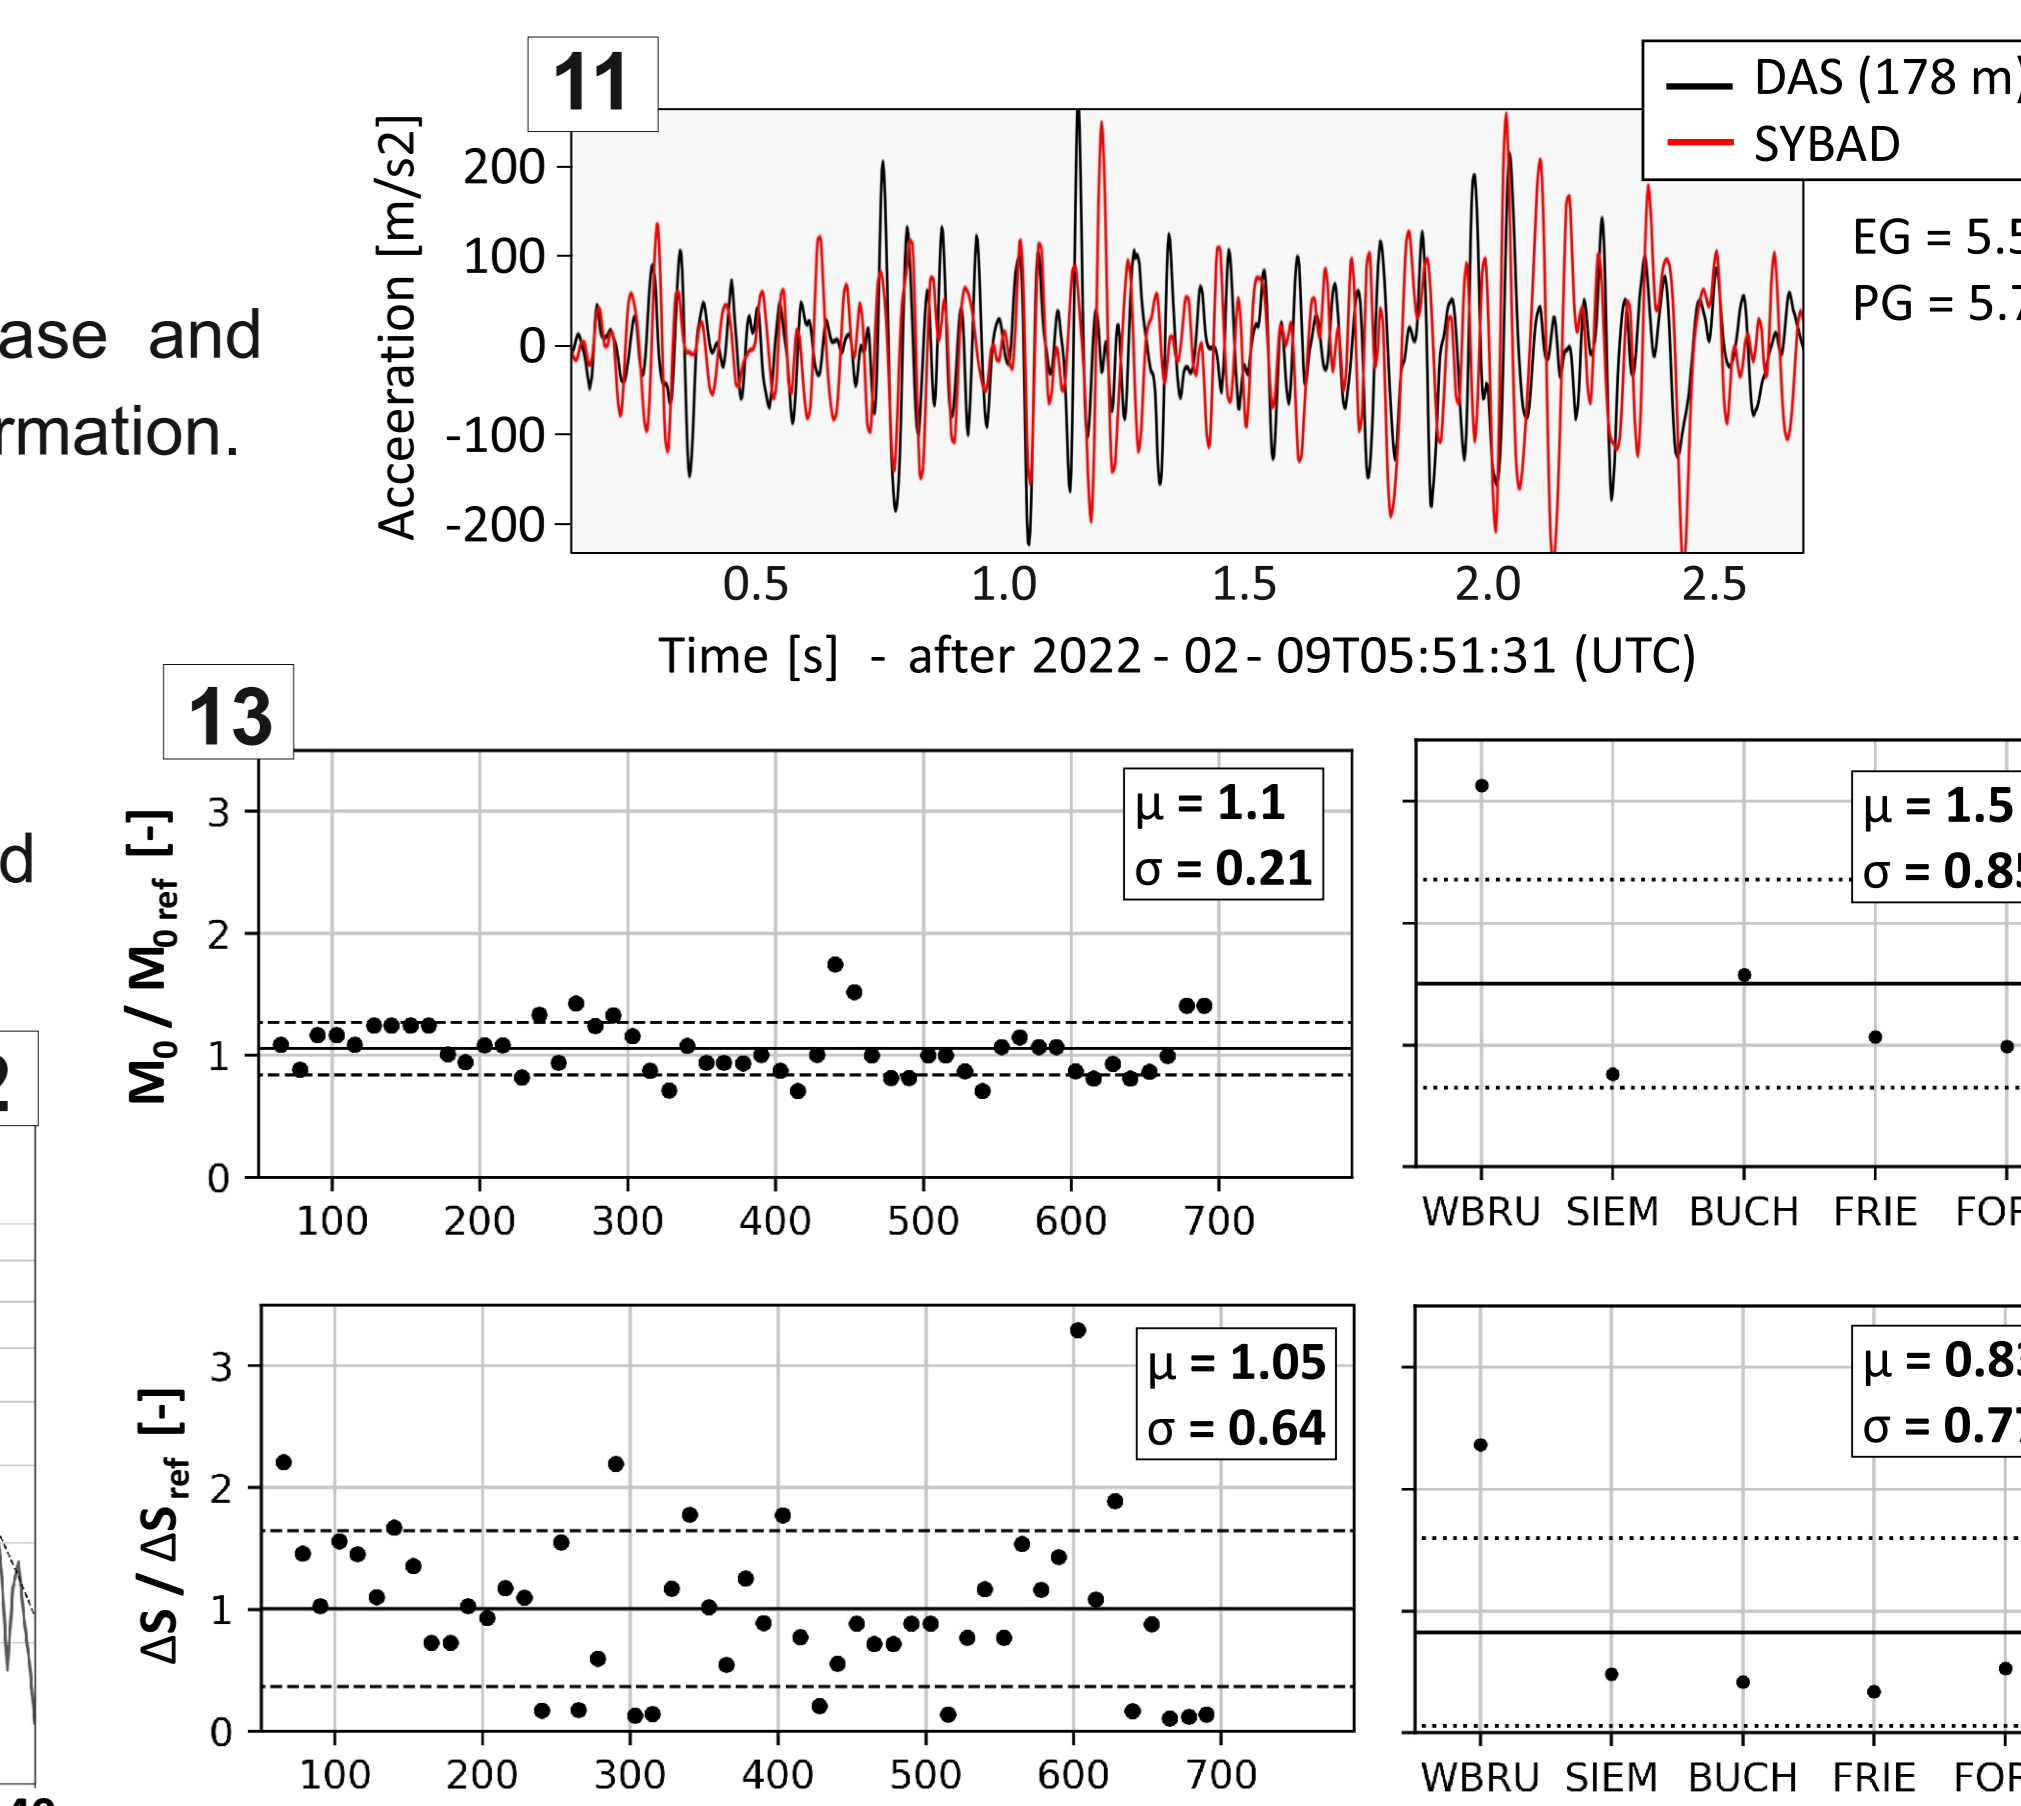 11
DAS (178 m)
SYBAD
Acceeration [m/s2]
200
100
0
-100
-200
EG = 5.5
PG = 5.7
ase and
rmation.
0.5 1.0 1.5 2.0 2.5
Time [s] - after 2022 - 02 - 09T05:51:31 (UTC)
13
d
M0 / M0 ref [-]
3
2
1
0
μ = 1.1
σ = 0.21
100 200 300 400 500 600 700
μ = 1.5
σ = 0.85
WBRU SIEM BUCH FRIE FOR
2
ΔS / ΔSref [-]
3
2
1
0
μ = 1.05
σ = 0.64
100 200 300 400 500 600 700
μ = 0.83
σ = 0.77
WBRU SIEM BUCH FRIE FOR